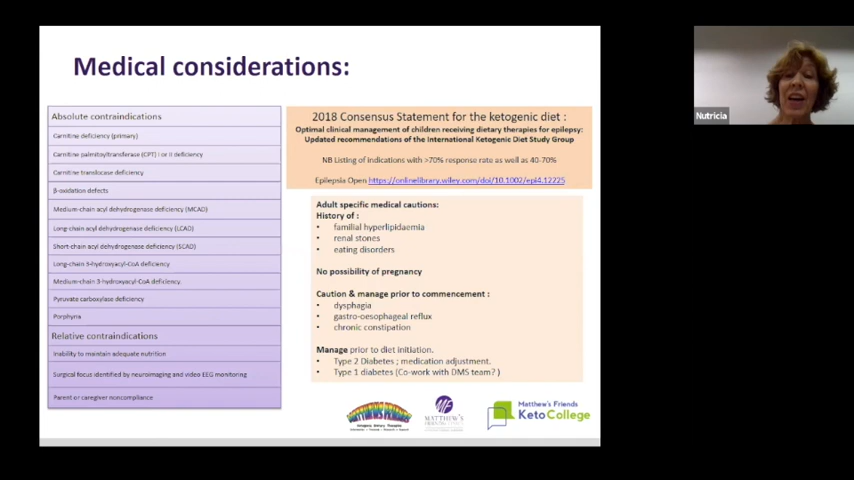 Medical considerations:
Absolute contraindications
Carnitine deficiency (primary)
Carnitine palmitoyltransferase (CPT) I or II deficiency
Carnitine translocase deficiency
β-oxidation defects
Medium-chain acyl dehydrogenase deficiency (MCAD)
Long-chain acyl dehydrogenase deficiency (LCAD)
Short-chain acyl dehydrogenase deficiency (SCAD)
Long-chain 3-hydroxyacyl-CoA deficiency
Medium-chain 3-hydroxyacyl-CoA deficiency.
Pyruvate carboxylase deficiency
Porphyria
Relative contraindications
Inability to maintain adequate nutrition
Surgical focus identified by neuroimaging and video EEG monitoring
Parent or caregiver noncompliance
2018 Consensus Statement for the ketogenic diet :
Optimal clinical management of children receiving dietary therapies for epilepsy:
Updated recommendations of the International Ketogenic Diet Study Group
NB Listing of indications with >70% response rate as well as 40-70%
Epilepsia Open https://onlinelibrary.wiley.com/doi/10.1002/epi4.12225
Adult specific medical cautions:
History of :
• familial hyperlipidaemia
• renal stones
• eating disorders
No possibility of pregnancy
Caution & manage prior to commencement :
• dysphagia
• gastro-oesophageal reflux
• chronic constipation
Manage prior to diet initiation.
• Type 2 Diabetes ; medication adjustment.
• Type 1 diabetes (Co-work with DMS team? )
MATTHEW'S FRIENDS
Ketogenic Dietary Therapies
MATTHEW'S
Matthew's Friends
KetoCollege
Nutricia